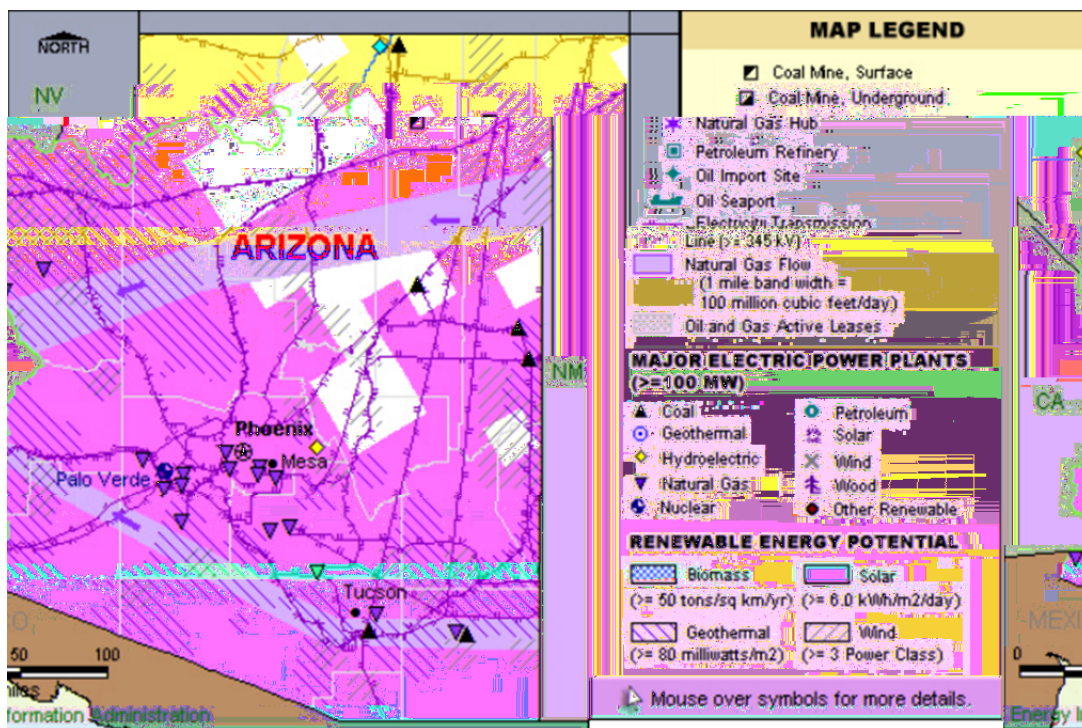 NORTH
NV
ARIZONA
Phoenix
Mesa
Palo Verde
Tucson
NM
50 100
miles
formation Administration
MAP LEGEND
Coal Mine, Surface
Coal Mine, Underground
Natural Gas Hub
Petroleum Refinery
Oil Import Site
Oil Seaport
Electricity Transmission
Line (>= 345 kV)
Natural Gas Flow
(1 mile band width =
100 million cubic feet/day)
Oil and Gas Active Leases
MAJOR ELECTRIC POWER PLANTS
(>=100 MW)
Coal
Geothermal
Hydroelectric
Natural Gas
Nuclear
Petroleum
Solar
Wind
Wood
Other Renewable
RENEWABLE ENERGY POTENTIAL
Biomass
(>= 50 tons/sq km/yr)
Solar
(>= 6.0 kWh/m2/day)
Geothermal
(>= 80 milliwatts/m2)
Wind
(>= 3 Power Class)
Mouse over symbols for more details.
CA
MEXI
0
Energy I